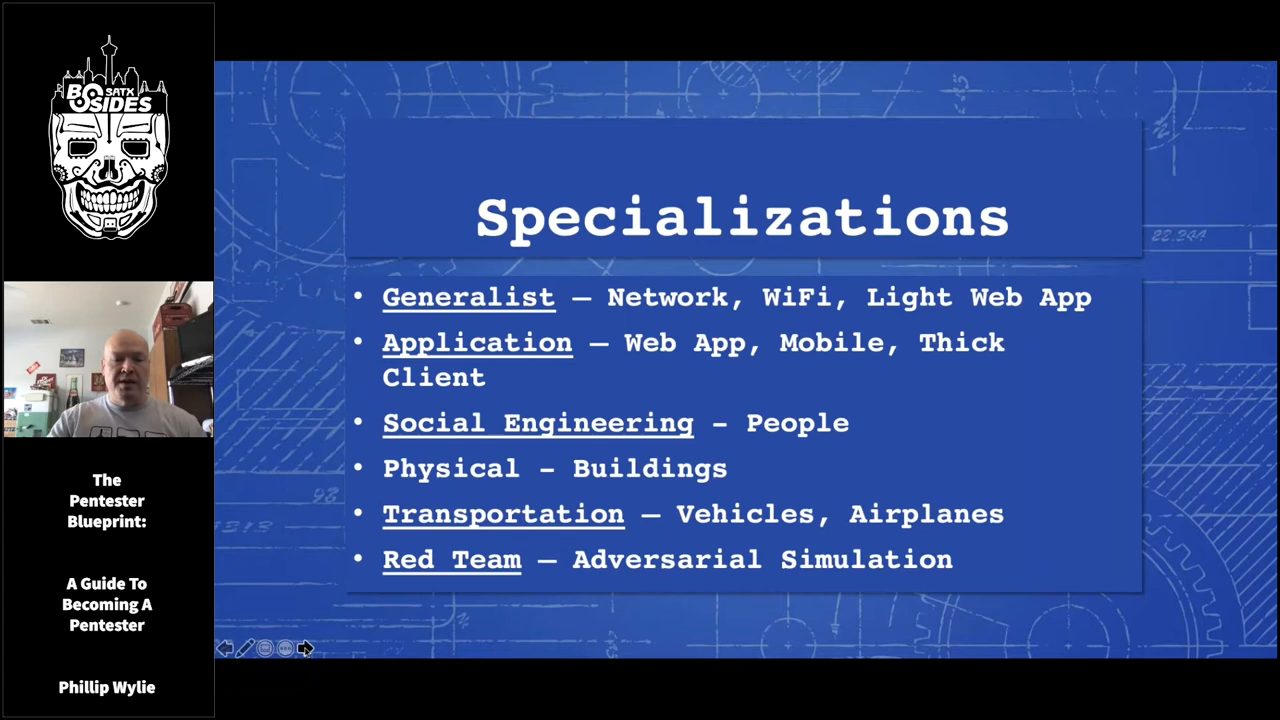 BSIDES
SATX
The
Pentester
Blueprint:
A Guide To
Becoming A
Pentester
Phillip Wylie
Specializations
• Generalist – Network, WiFi, Light Web App
• Application – Web App, Mobile, Thick
Client
• Social Engineering – People
• Physical – Buildings
• Transportation – Vehicles, Airplanes
• Red Team – Adversarial Simulation